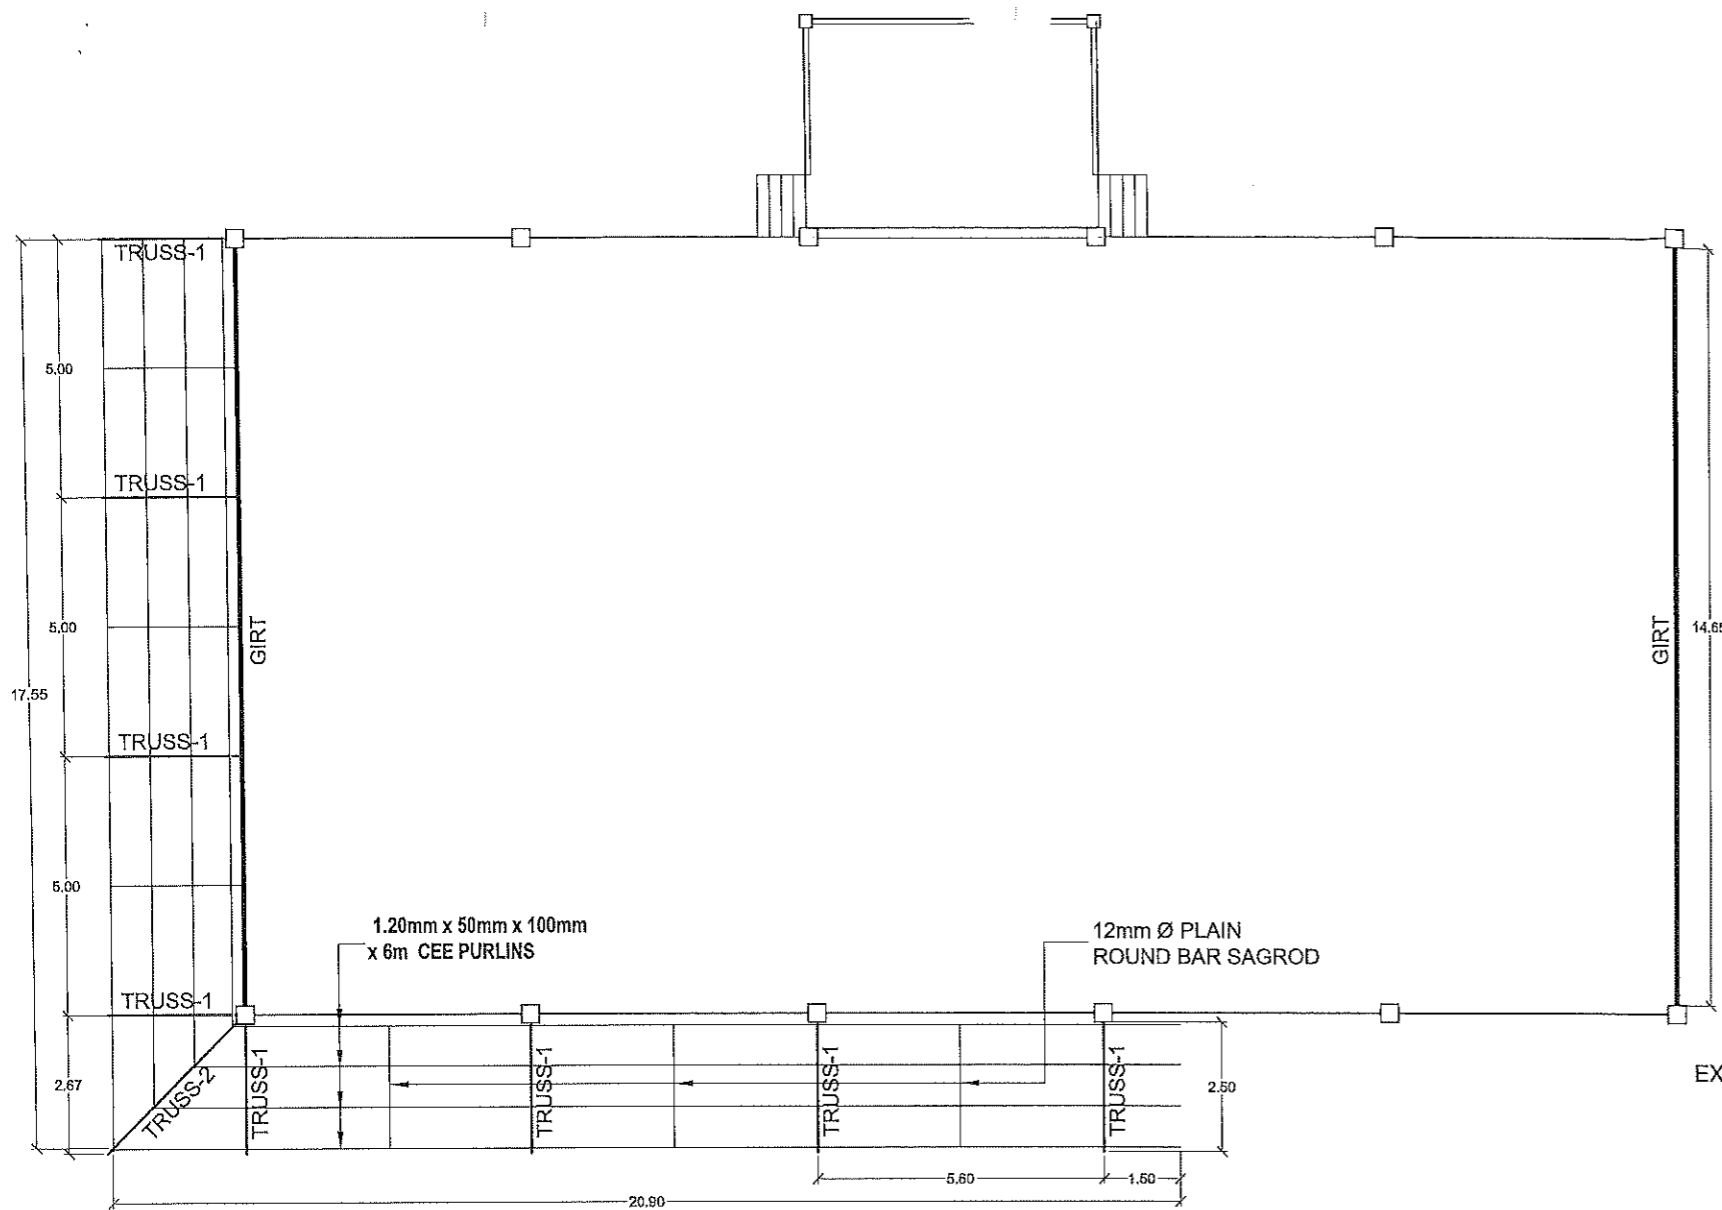 TRUSS-1
5.00
TRUSS-1
5.00
GIRT
GIRT
14.65
17.55
TRUSS-1
5.00
1.20mm x 50mm x 100mm
x 6m CEE PURLINS
12mm Ø PLAIN
ROUND BAR SAGROD
TRUSS-1
2.67
TRUSS-2
TRUSS-1
TRUSS-1
TRUSS-1
TRUSS-1
2.50
EX
5.60
1.50
20.90